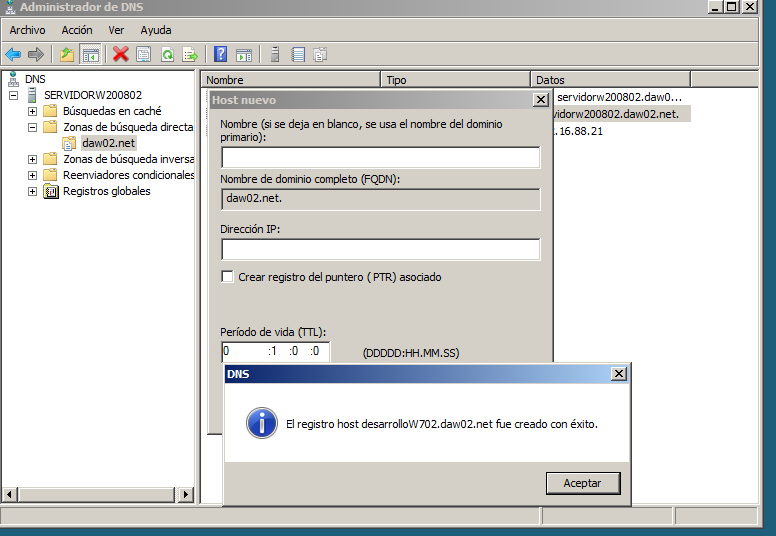 Administrador de DNS
Archivo Acción Ver Ayuda
DNS
SERVIDORW200802
Búsquedas en caché
Zonas de búsqueda directa
daw02.net
Zonas de búsqueda inversa
Reenviadores condicionales
Registros globales
Nombre Tipo Datos
servidorw200802.daw0...
vidorw200802.daw02.net.
.16.88.21
Host nuevo
Nombre (si se deja en blanco, se usa el nombre del dominio
primario):
Nombre de dominio completo (FQDN):
daw02.net.
Dirección IP:
Crear registro del puntero (PTR) asociado
Período de vida (TTL):
0 :1 :0 :0 (DDDDD:HH.MM.SS)
DNS
El registro host desarrolloW702.daw02.net fue creado con éxito.
Aceptar